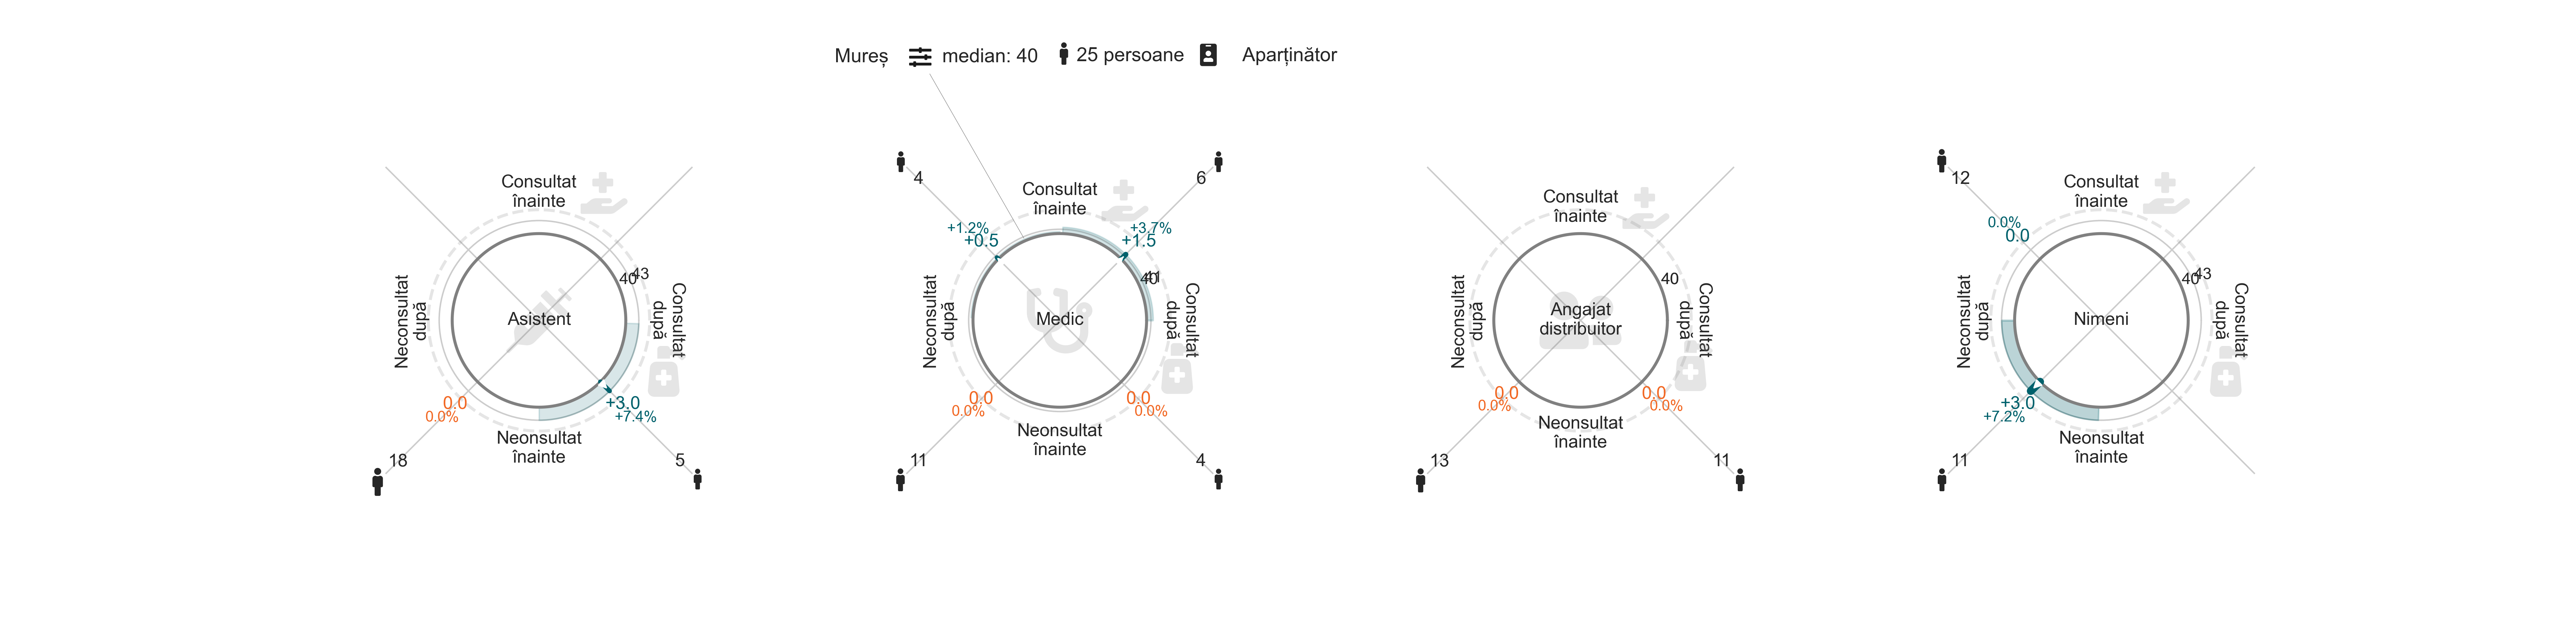 Mureș median: 40 25 persoane Aparținător
Consultat
înainte
40
43
Consultat
după
Neconsultat
după
Asistent
0.0
0.0%
+3.0
+7.4%
Neonsultat
înainte
18
5
4
6
Consultat
înainte
+1.2%
+0.5
+3.7%
+1.5
40
41
Consultat
după
Neconsultat
după
Medic
0.0
0.0%
0.0
0.0%
Neonsultat
înainte
11
4
Consultat
înainte
40
Consultat
după
Neconsultat
după
Angajat
distribuitor
0.0
0.0%
0.0
0.0%
Neonsultat
înainte
13
11
12
Consultat
înainte
0.0%
0.0
40
43
Consultat
după
Neconsultat
după
Nimeni
+3.0
+7.2%
Neonsultat
înainte
11